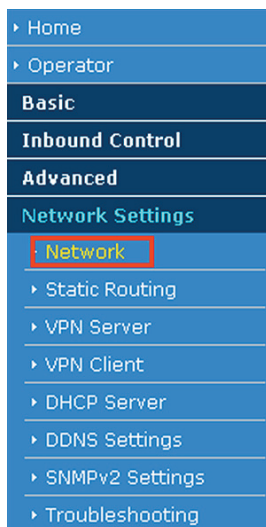 Home
Operator
Basic
Inbound Control
Advanced
Network Settings
Network
Static Routing
VPN Server
VPN Client
DHCP Server
DDNS Settings
SNMPv2 Settings
Troubleshooting